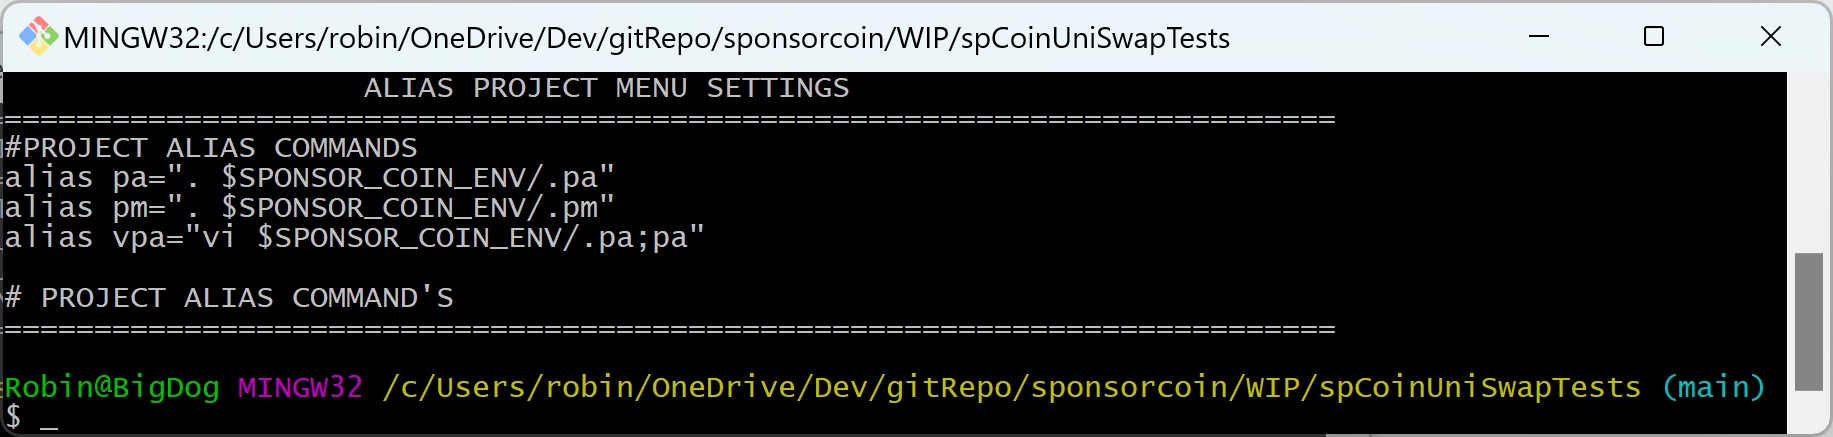 MINGW32:/c/Users/robin/OneDrive/Dev/gitRepo/sponsorcoin/WIP/spCoinUniSwapTests
ALIAS PROJECT MENU SETTINGS
==========================================================================
#PROJECT ALIAS COMMANDS
alias pa=". $SPONSOR_COIN_ENV/.pa"
alias pm=". $SPONSOR_COIN_ENV/.pm"
alias vpa="vi $SPONSOR_COIN_ENV/.pa;pa"
# PROJECT ALIAS COMMAND'S
==========================================================================
Robin@BigDog MINGW32 /c/Users/robin/OneDrive/Dev/gitRepo/sponsorcoin/WIP/spCoinUniSwapTests (main)
$ _